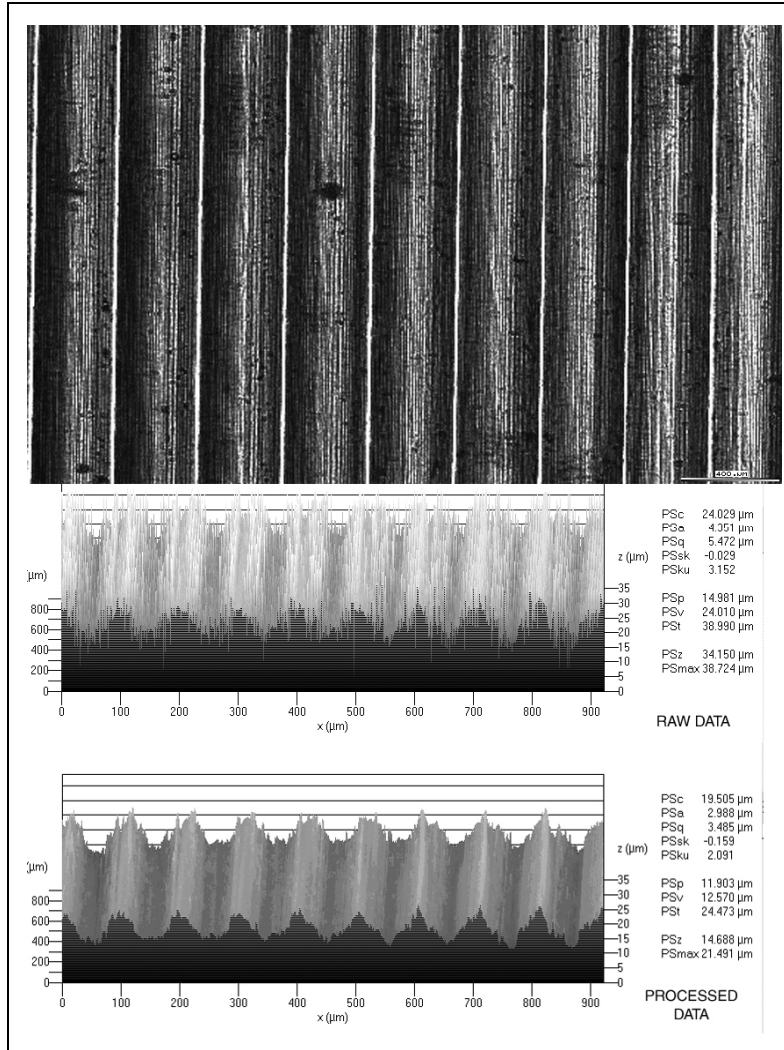 400 µm
PSc 24.029 µm
PSa 4.351 µm
PSq 5.472 µm
PSsk -0.029
PSku 3.152
PSp 14.981 µm
PSv 24.010 µm
PSt 38.990 µm
PSz 34.150 µm
PSmax 38.724 µm
RAW DATA
(µm)
800
600
400
200
0
z (µm)
35
30
25
20
15
10
5
0
0 100 200 300 400 500 600 700 800 900
x (µm)
PSc 19.505 µm
PSa 2.988 µm
PSq 3.485 µm
PSsk -0.159
PSku 2.091
PSp 11.903 µm
PSv 12.570 µm
PSt 24.473 µm
PSz 14.688 µm
PSmax 21.491 µm
PROCESSED
DATA
(µm)
800
600
400
200
0
z (µm)
35
30
25
20
15
10
5
0
0 100 200 300 400 500 600 700 800 900
x (µm)